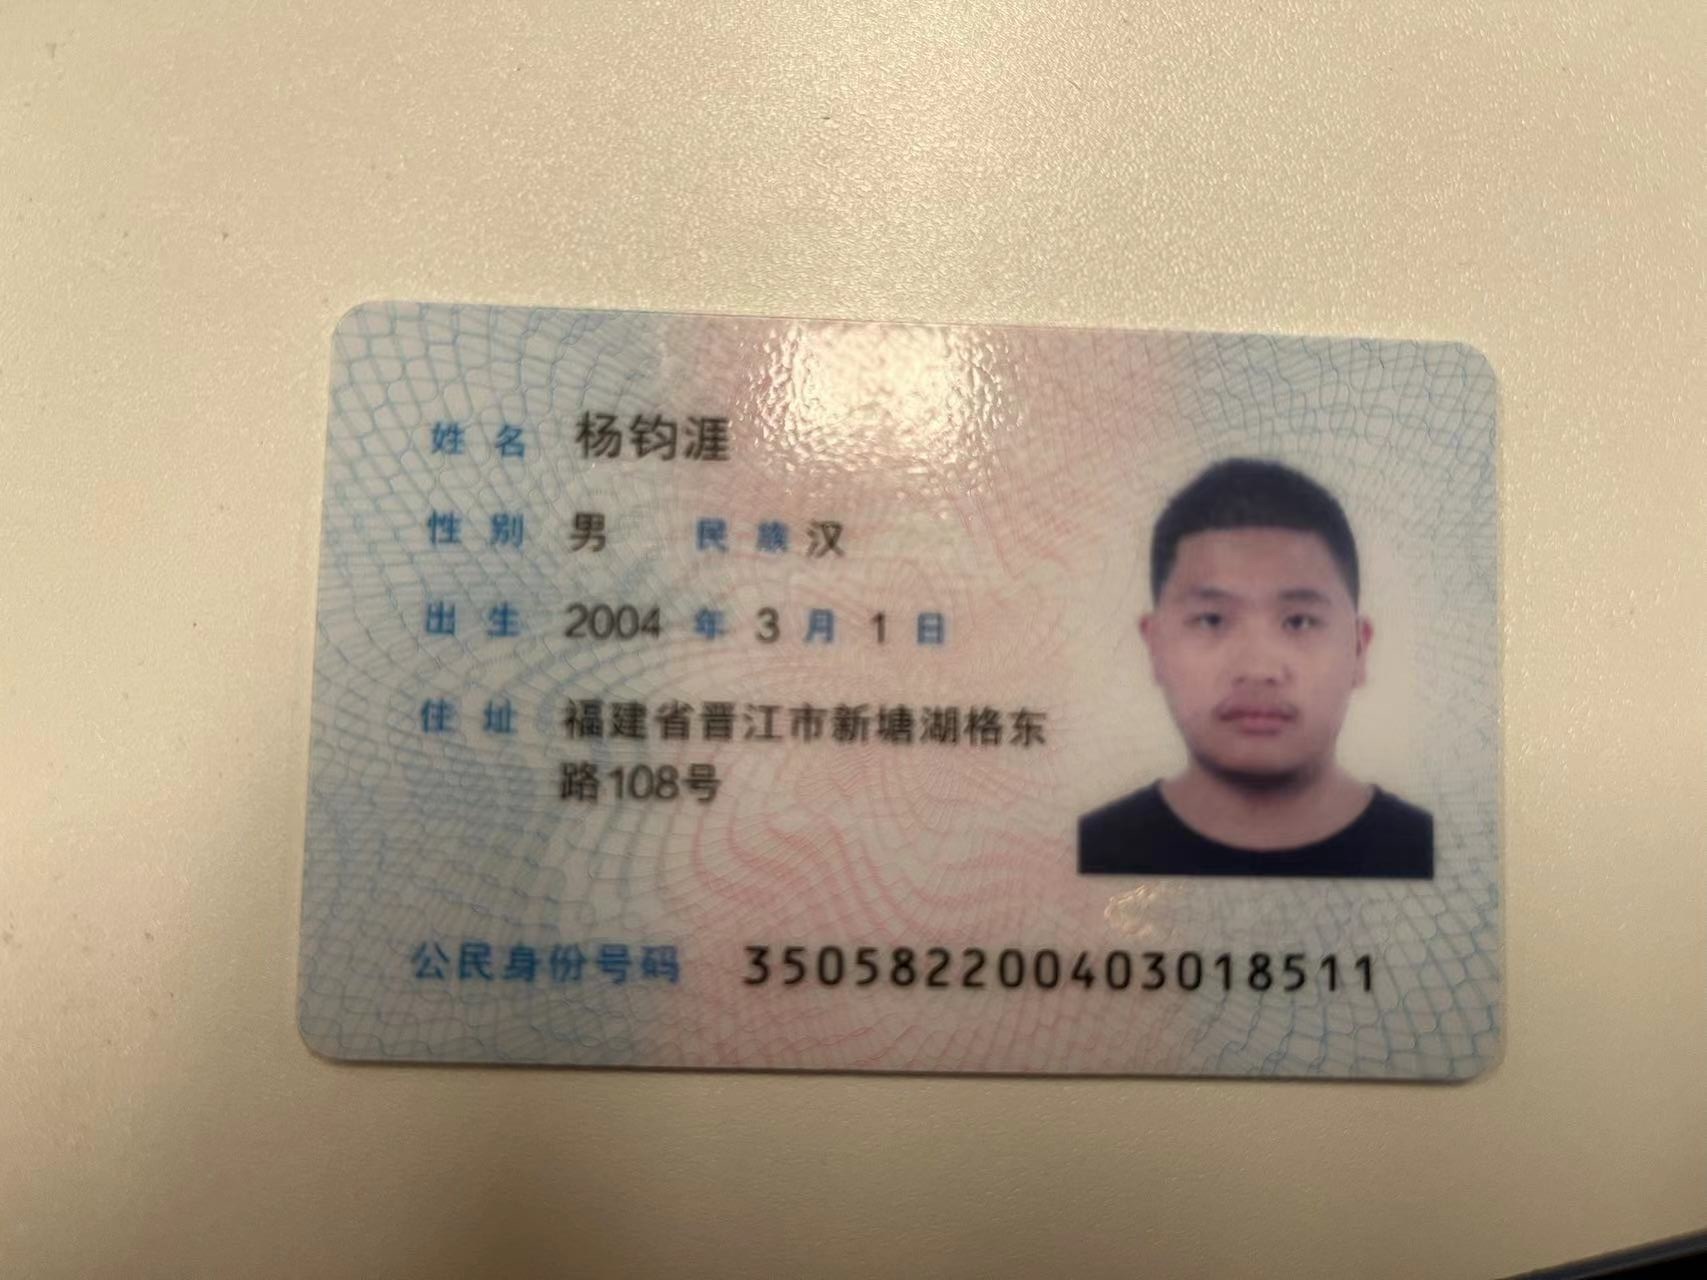 姓名 杨钧涯
性别 男 民族 汉
出生 2004 年 3 月 1 日
住址 福建省晋江市新塘湖格东
路108号
公民身份号码 350582200403018511